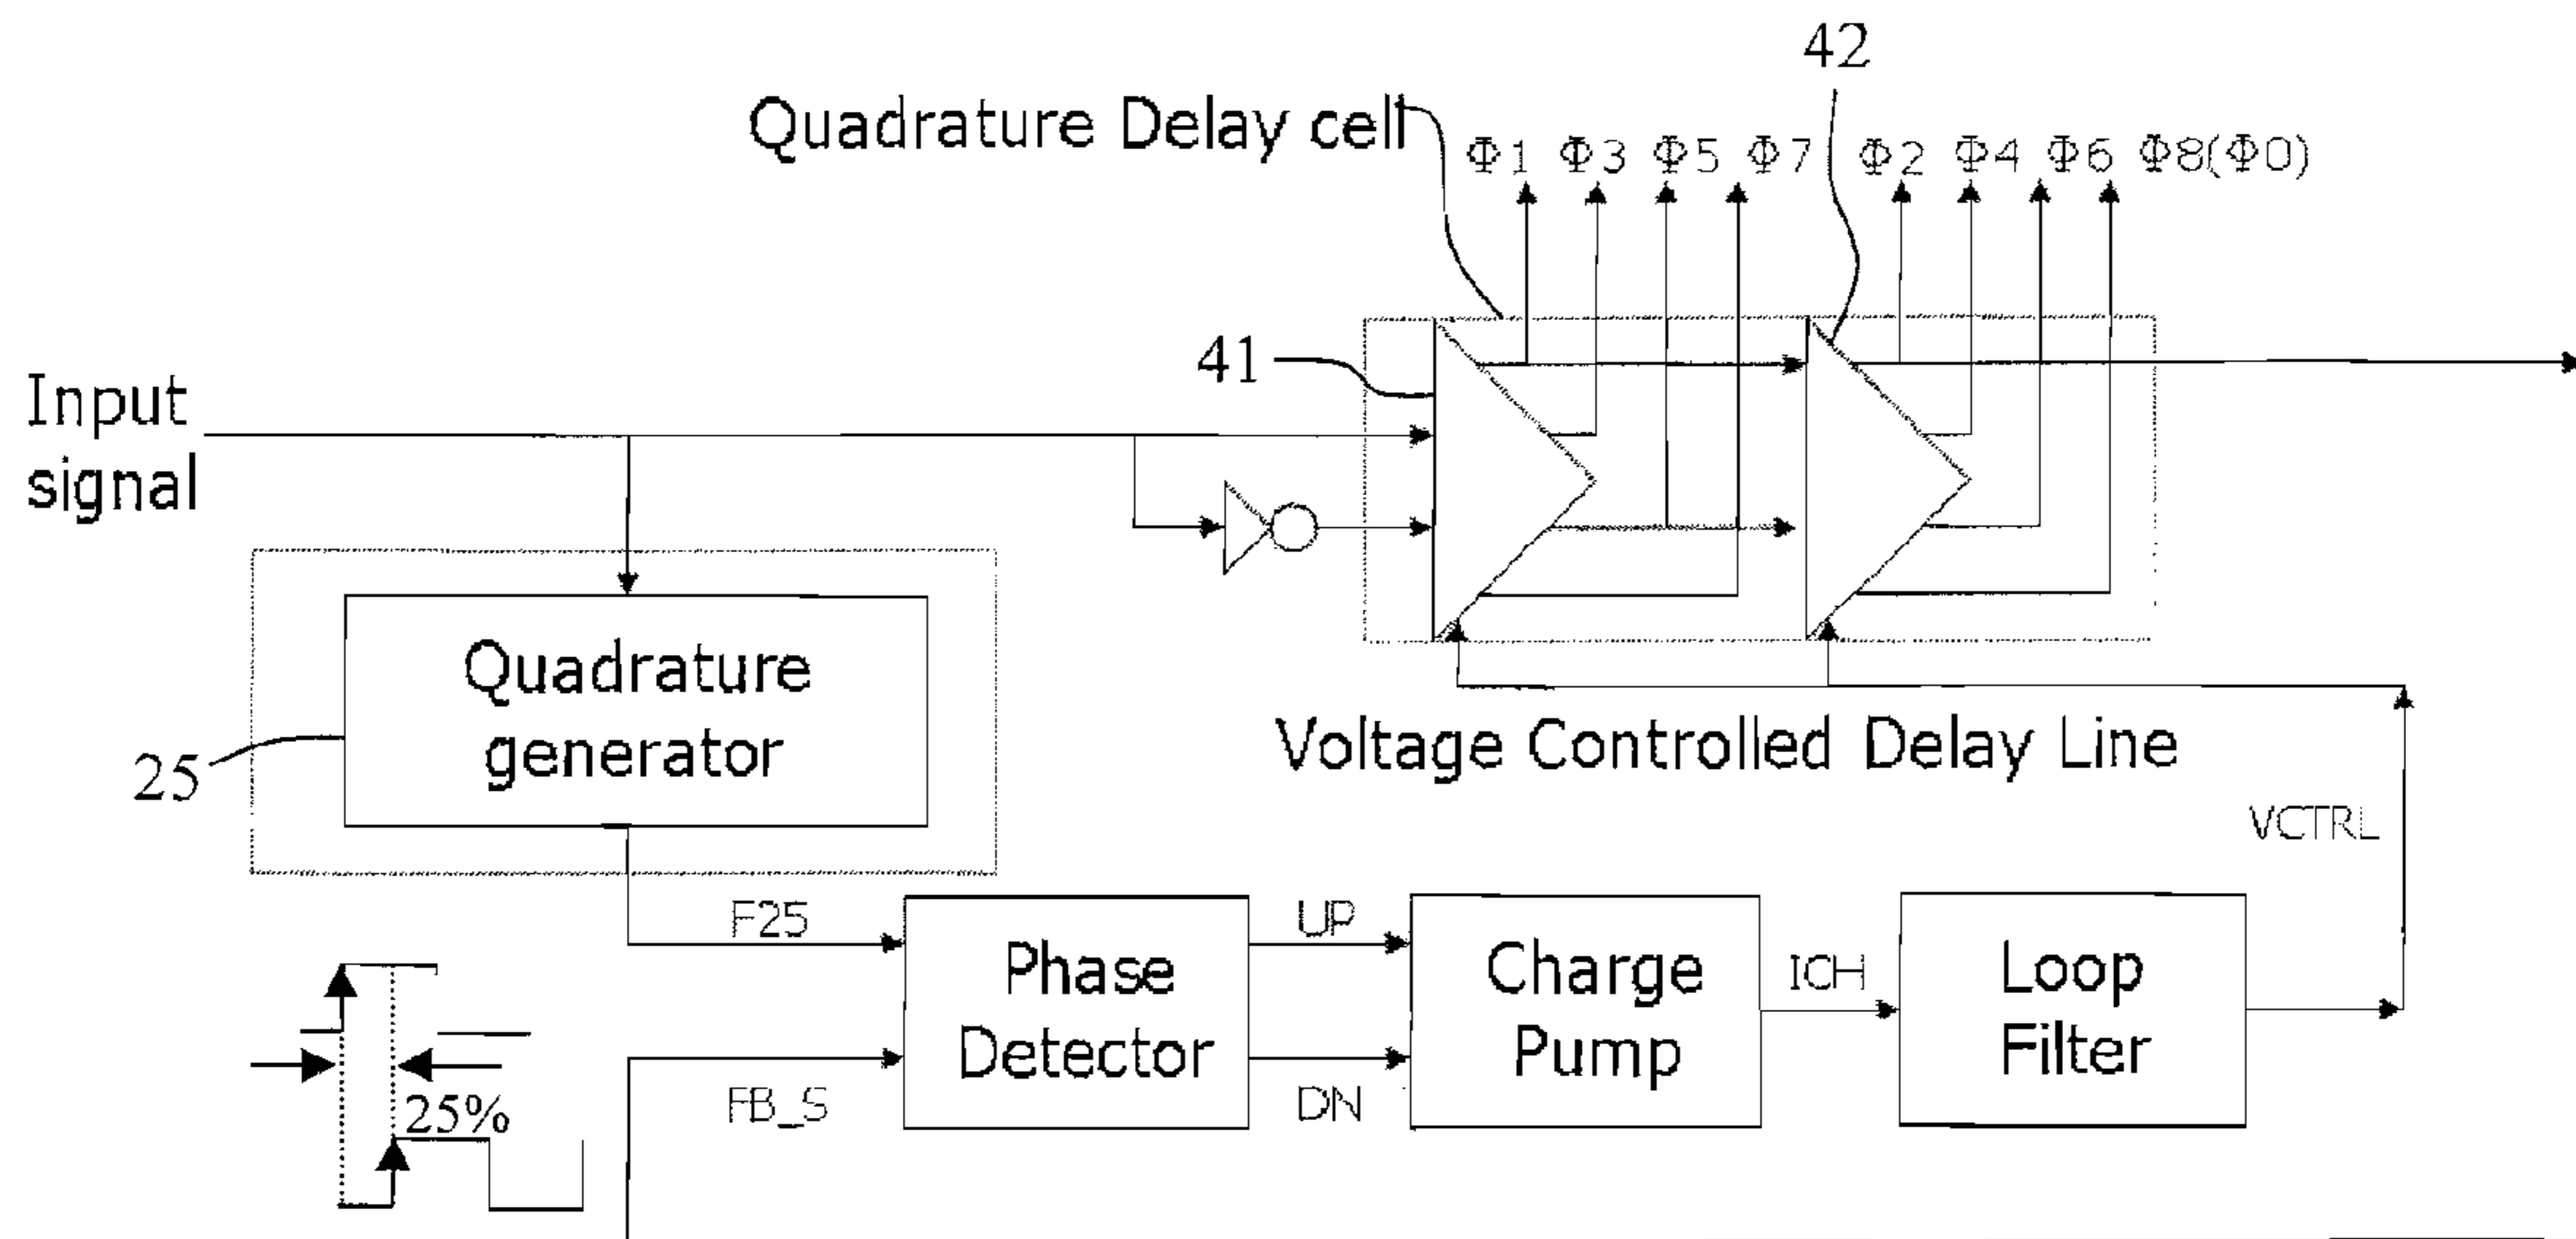 42
Quadrature Delay cell
Φ1 Φ3 Φ5 Φ7 Φ2 Φ4 Φ6 Φ8(Φ0)
41
Input
signal
Quadrature
generator
25
Voltage Controlled Delay Line
VCTRL
F25
UP
Phase
Detector
Charge
Pump
ICH
Loop
Filter
25%
FB_S
DN